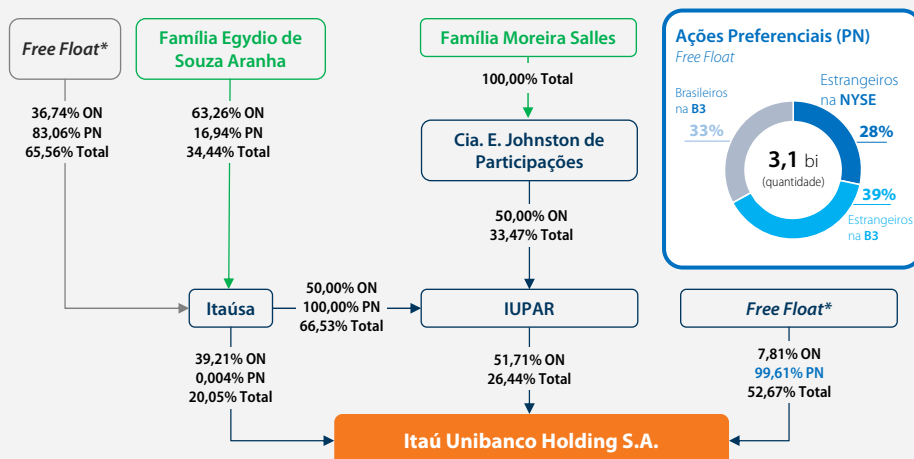 Free Float*
36,74% ON
83,06% PN
65,56% Total
Família Egydio de
Souza Aranha
63,26% ON
16,94% PN
34,44% Total
Família Moreira Salles
100,00% Total
Cia. E. Johnston de
Participações
50,00% ON
33,47% Total
Ações Preferenciais (PN)
Free Float
Brasileiros
na B3
33%
Estrangeiros
na NYSE
28%
3,1 bi
(quantidade)
39%
Estrangeiros
na B3
Itaúsa
50,00% ON
100,00% PN
66,53% Total
IUPAR
Free Float*
39,21% ON
0,004% PN
20,05% Total
51,71% ON
26,44% Total
7,81% ON
99,61% PN
52,67% Total
Itaú Unibanco Holding S.A.